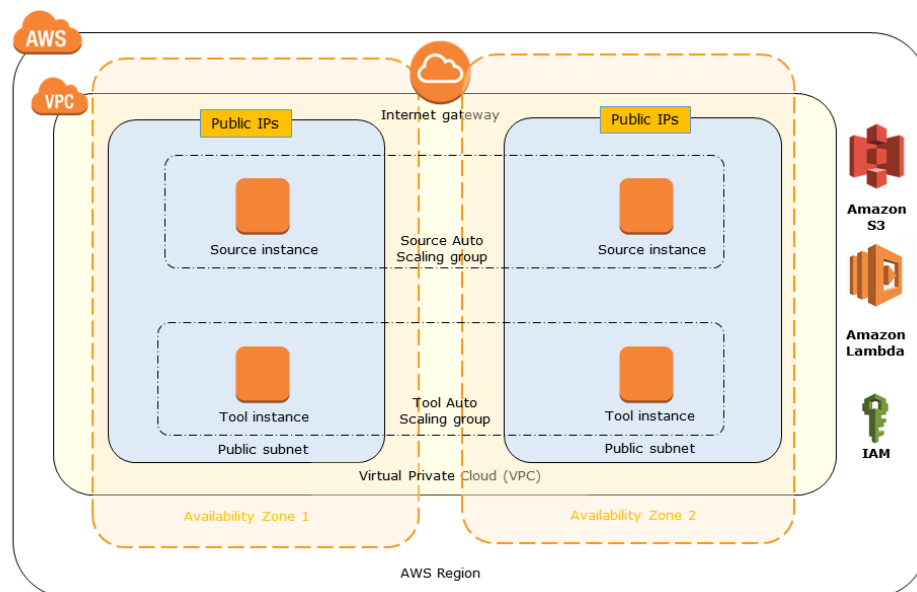 AWS
VPC
Internet gateway
Public IPs
Public IPs
Source instance
Source instance
Source Auto
Scaling group
Tool instance
Tool instance
Tool Auto
Scaling group
Public subnet
Public subnet
Virtual Private Cloud (VPC)
Availability Zone 1
Availability Zone 2
AWS Region
Amazon
S3
Amazon
Lambda
IAM